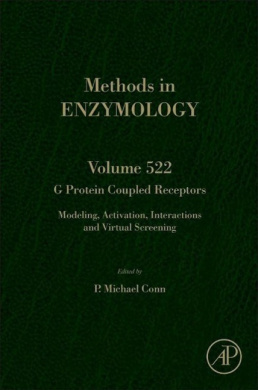 Methods in
ENZYMOLOGY
Volume 522
G Protein Coupled Receptors
Modeling, Activation, Interactions
and Virtual Screening
Edited by
P. Michael Conn
AP